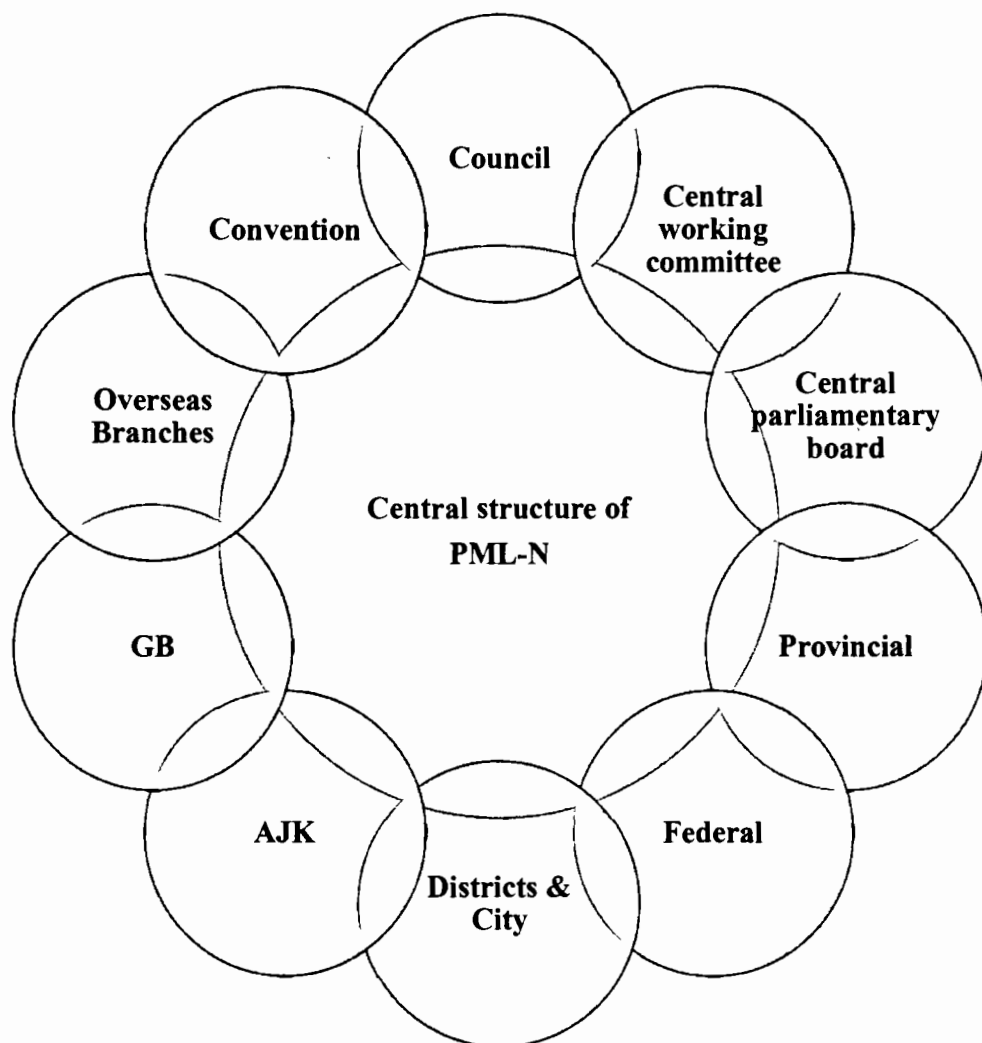 Council
Central
working
committee
Central
parliamentary
board
Provincial
Federal
Districts &
City
AJK
GB
Overseas
Branches
Convention
Central structure of
PML-N